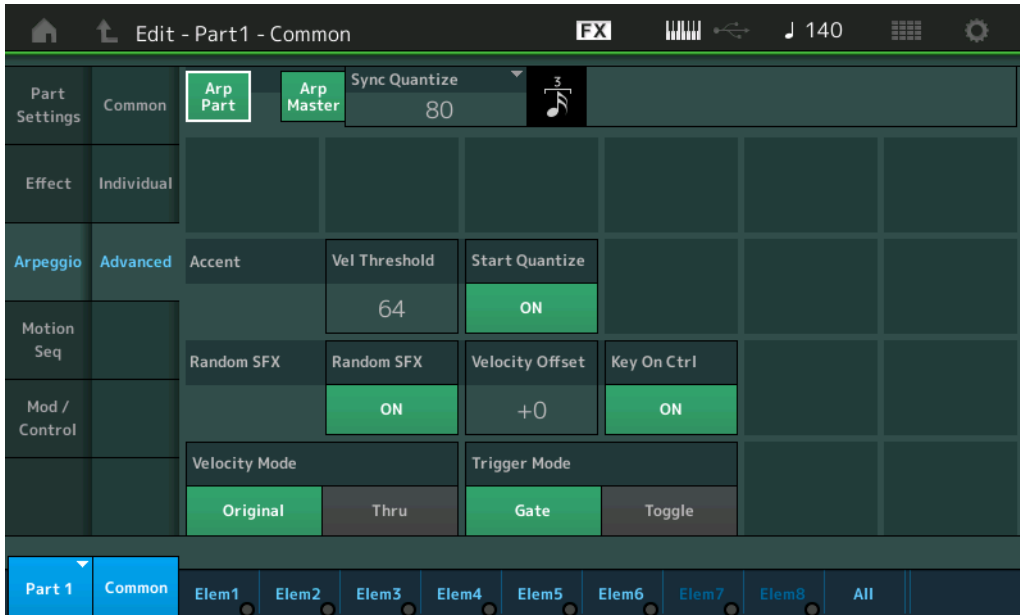 Edit - Part1 - Common
FX
140
Part
Settings
Common
Arp
Part
Arp
Master
Sync Quantize
80
3
Effect
Individual
Arpeggio
Advanced
Accent
Vel Threshold
Start Quantize
64
ON
Motion
Seq
Random SFX
Random SFX
Velocity Offset
Key On Ctrl
ON
+0
ON
Mod /
Control
Velocity Mode
Trigger Mode
Original
Thru
Gate
Toggle
Part 1
Common
Elem1
Elem2
Elem3
Elem4
Elem5
Elem6
Elem7
Elem8
All